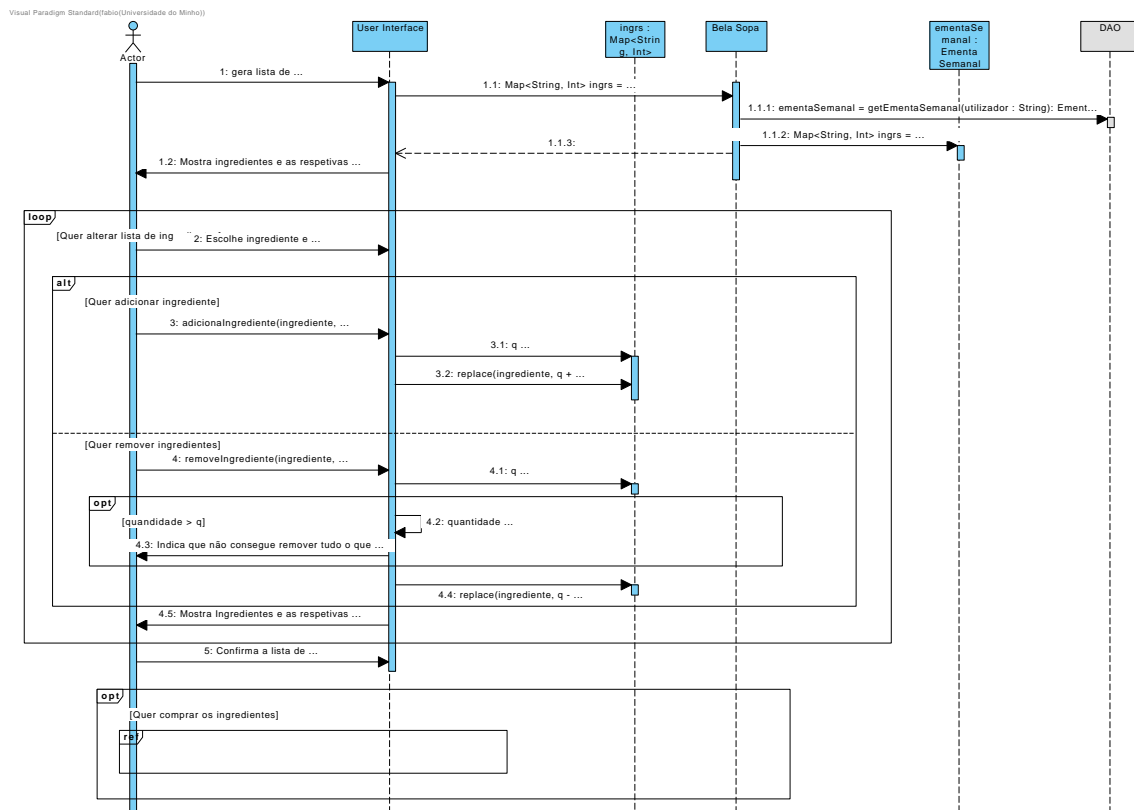 Visual Paradigm Standard(fabio(Universidade do Minho))
Actor
User Interface
ingrs :
Map<Strin
g, Int>
Bela Sopa
ementaSe
manal :
Ementa
Semanal
DAO
1: gera lista de ...
1.1: Map<String, Int> ingrs = ...
1.1.1: ementaSemanal = getEmentaSemanal(utilizador : String): Ement...
1.1.2: Map<String, Int> ingrs = ...
1.1.3:
1.2: Mostra ingredientes e as respetivas ...
loop
[Quer alterar lista de ing
2: Escolhe ingrediente e ...
alt
[Quer adicionar ingrediente]
3: adicionaIngrediente(ingrediente, ...
3.1: q ...
3.2: replace(ingrediente, q + ...
[Quer remover ingredientes]
4: removeIngrediente(ingrediente, ...
4.1: q ...
opt
[quandidade > q]
4.2: quantidade ...
4.3: Indica que não consegue remover tudo o que ...
4.4: replace(ingrediente, q - ...
4.5: Mostra Ingredientes e as respetivas ...
5: Confirma a lista de ...
opt
[Quer comprar os ingredientes]
ref